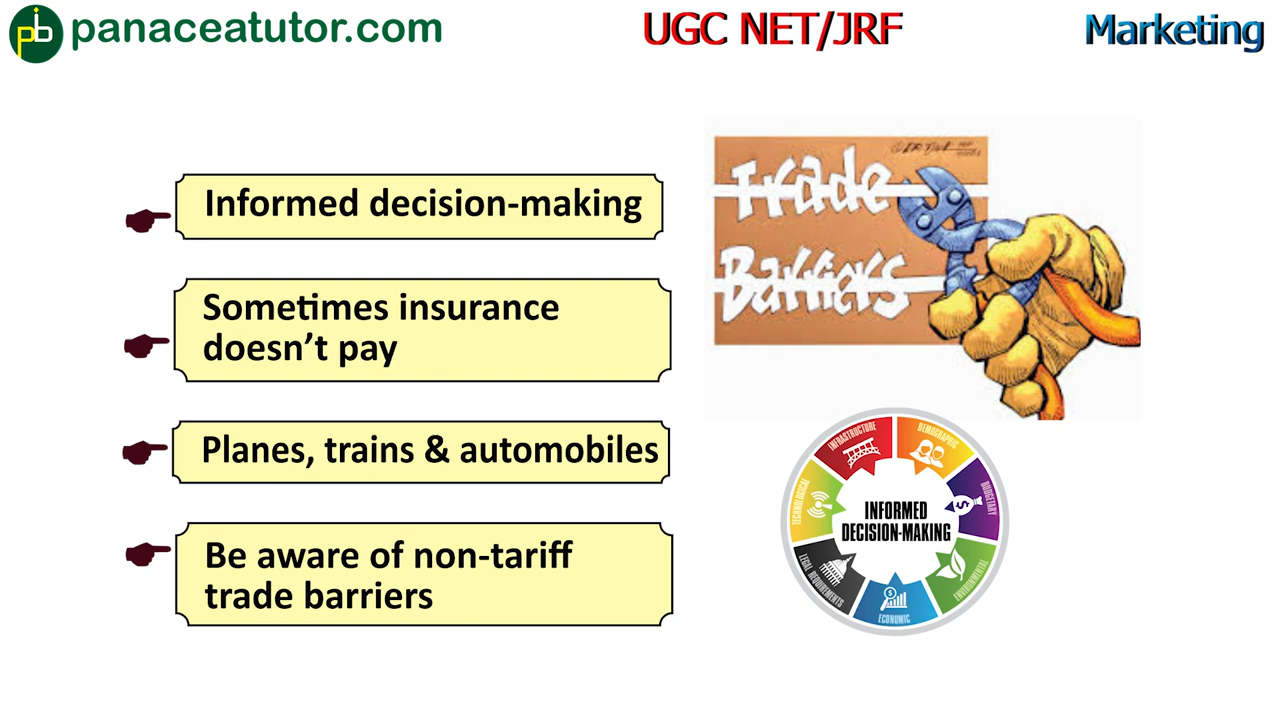 panaceatutor.com
UGC NET/JRF
Marketing
Informed decision-making
Sometimes insurance
doesn't pay
Planes, trains & automobiles
Be aware of non-tariff
trade barriers
Trade
Barriers
INFRASTRUCTURE
DEMOGRAPHIC
BUDGETARY
ENVIRONMENTAL
ECONOMIC
LEGAL REQUIREMENTS
TECHNOLOGICAL
INFORMED
DECISION-MAKING